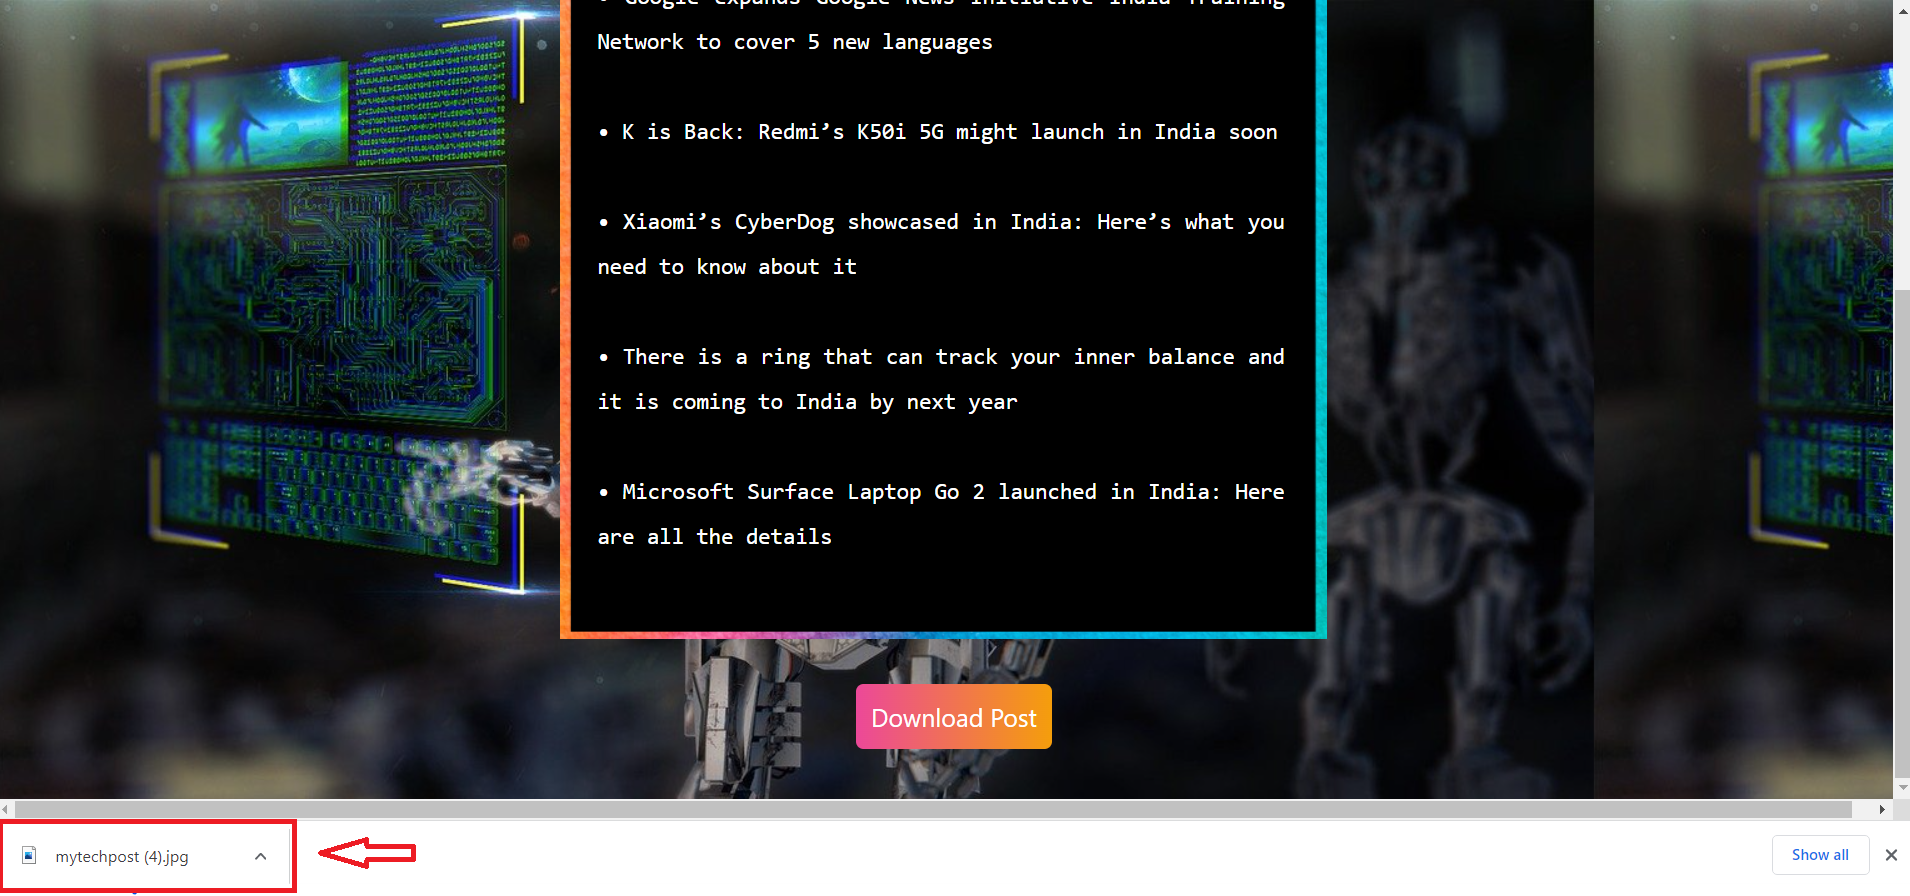 • Google expands Google News Initiative India Training
Network to cover 5 new languages
• K is Back: Redmi’s K50i 5G might launch in India soon
• Xiaomi’s CyberDog showcased in India: Here’s what you
need to know about it
• There is a ring that can track your inner balance and
it is coming to India by next year
• Microsoft Surface Laptop Go 2 launched in India: Here
are all the details
Download Post
mytechpost (4).jpg
Show all